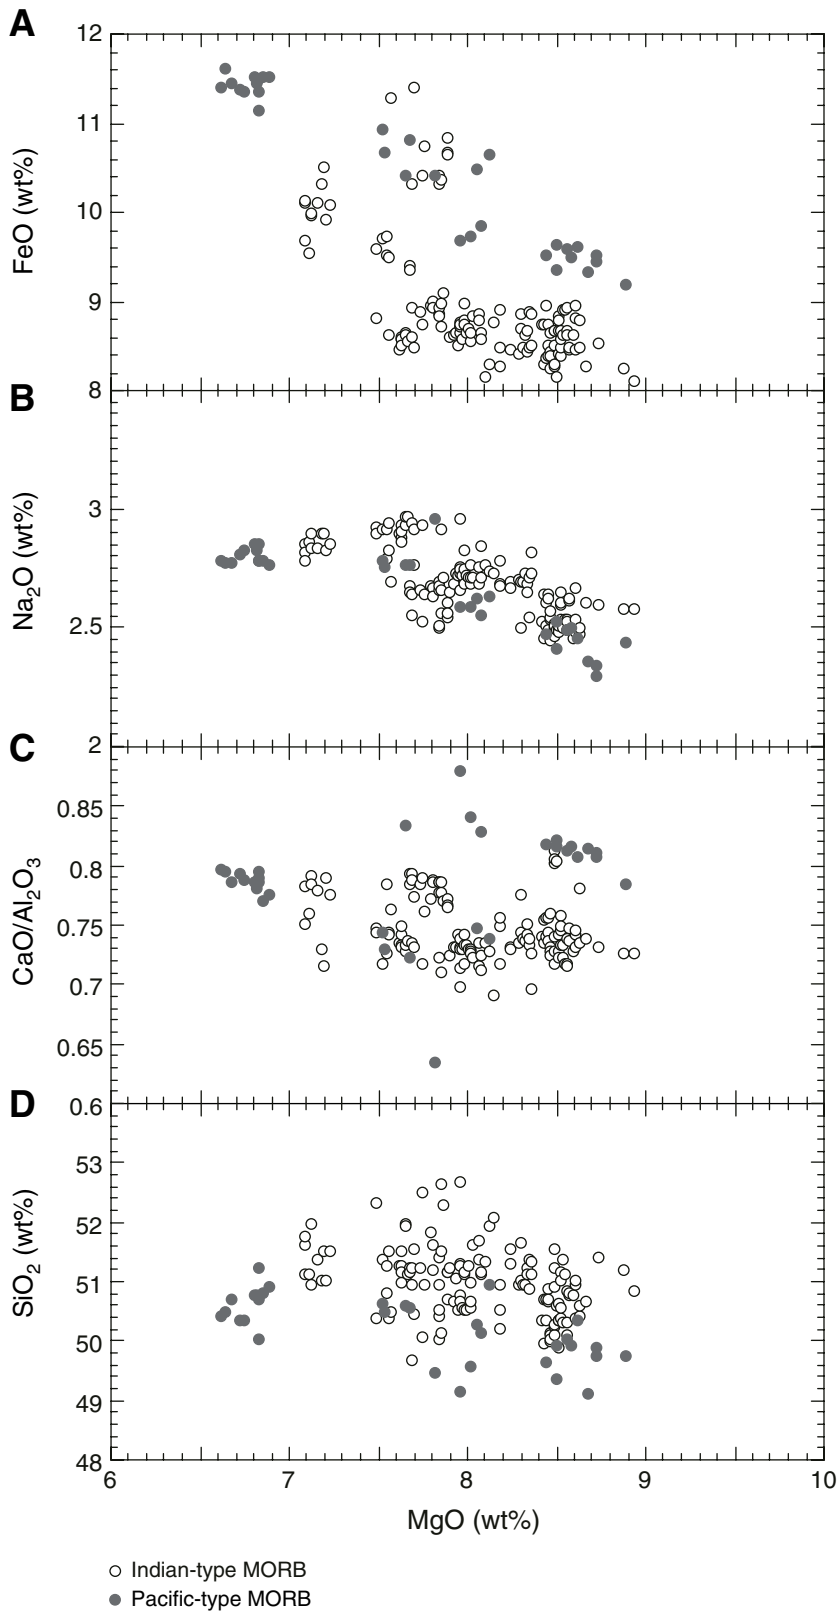 A
12
11
10
9
8
FeO (wt%)
B
3
2.5
2
Na₂O (wt%)
C
0.85
0.8
0.75
0.7
0.65
0.6
CaO/Al₂O₃
D
53
52
51
50
49
48
SiO₂ (wt%)
6 7 8 9 10
MgO (wt%)
Indian-type MORB
Pacific-type MORB